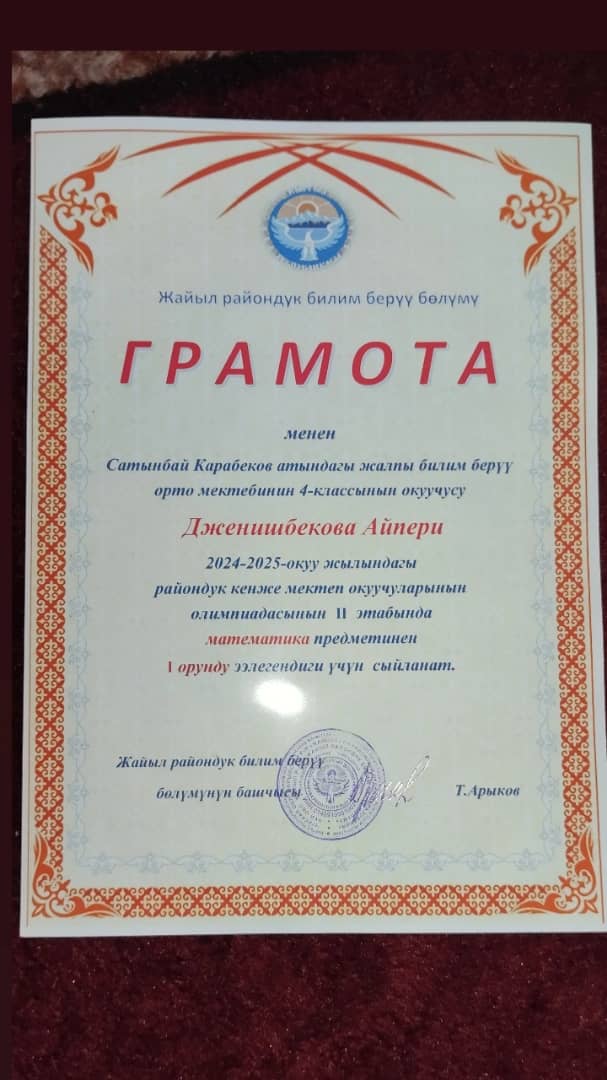 Жайыл райондук билим берүү бөлүмү
ГРАМОТА
менен
Сатынбай Карабеков атындагы жалпы билим берүү
орто мектебинин 4-классынын окуучусу
Дженишбекова Айпери
2024-2025-окуу жылындагы
райондук кенже мектеп окуучуларынын
олимпиадасынын II этабында
математика предметинен
I орунду ээлегендиги үчүн сыйланат.
Жайыл райондук билим берүү
бөлүмүнүн башчысы Т.Арыков